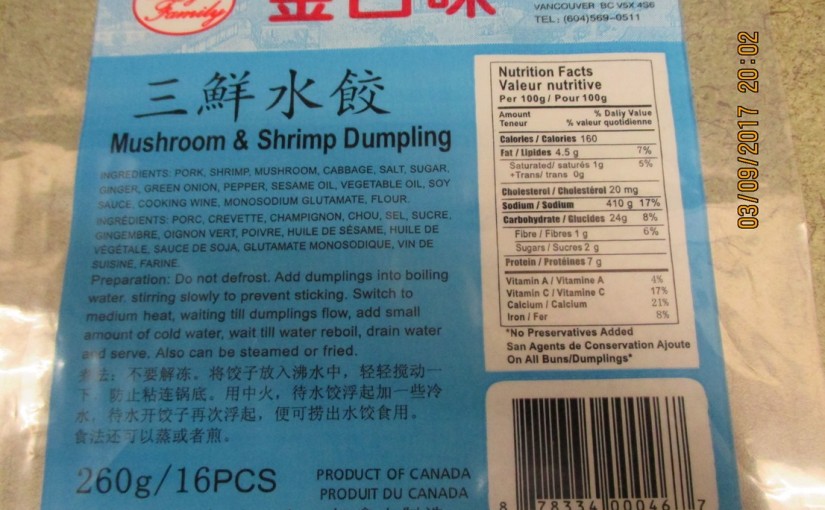 Family
金口味
VANCOUVER BC V5X 4S6
TEL: (604)569-0511
三鮮水餃
Mushroom & Shrimp Dumpling
INGREDIENTS: PORK, SHRIMP, MUSHROOM, CABBAGE, SALT, SUGAR,
GINGER, GREEN ONION, PEPPER, SESAME OIL, VEGETABLE OIL, SOY
SAUCE, COOKING WINE, MONOSODIUM GLUTAMATE, FLOUR.
INGRÉDIENTS: PORC, CREVETTE, CHAMPIGNON, CHOU, SEL, SUCRE,
GINGEMBRE, OIGNON VERT, POIVRE, HUILE DE SÉSAME, HUILE DE
VÉGÉTALE, SAUCE DE SOJA, GLUTAMATE MONOSODIQUE, VIN DE
SUISINE, FARINE.
Preparation: Do not defrost. Add dumplings into boiling
water. stirring slowly to prevent sticking. Switch to
medium heat, waiting till dumplings flow, add small
amount of cold water, wait till water reboil, drain water
and serve. Also can be steamed or fried.
煮法：不要解冻。将饺子放入沸水中，轻轻搅动一
下，防止粘连锅底。用中火，待水饺浮起加一些冷
水，待水开饺子再次浮起，便可捞出水饺食用。
食法还可以蒸或者煎。
260g/16PCS
PRODUCT OF CANADA
PRODUIT DU CANADA
Nutrition Facts
Valeur nutritive
Per 100g / Pour 100g
Amount % Daliy Value
Teneur % valeur quotidienne
Calories / Calories 160
Fat / Lipides 4.5 g 7%
Saturated/ saturés 1g 5%
+Trans/ trans 0g
Cholesterol / Cholestérol 20 mg
Sodium / Sodium 410 g 17%
Carbohydrate / Glucides 24g 8%
Fibre / Fibres 1 g 6%
Sugars / Sucres 2 g
Protein / Protéines 7 g
Vitamin A / Vitamine A 4%
Vitamin C / Vitamine C 17%
Calcium / Calcium 21%
Iron / Fer 8%
*No Preservatives Added
San Agents de Conservation Ajoute
On All Buns/Dumplings*
8 78334 00046 7
03/09/2017 20:02